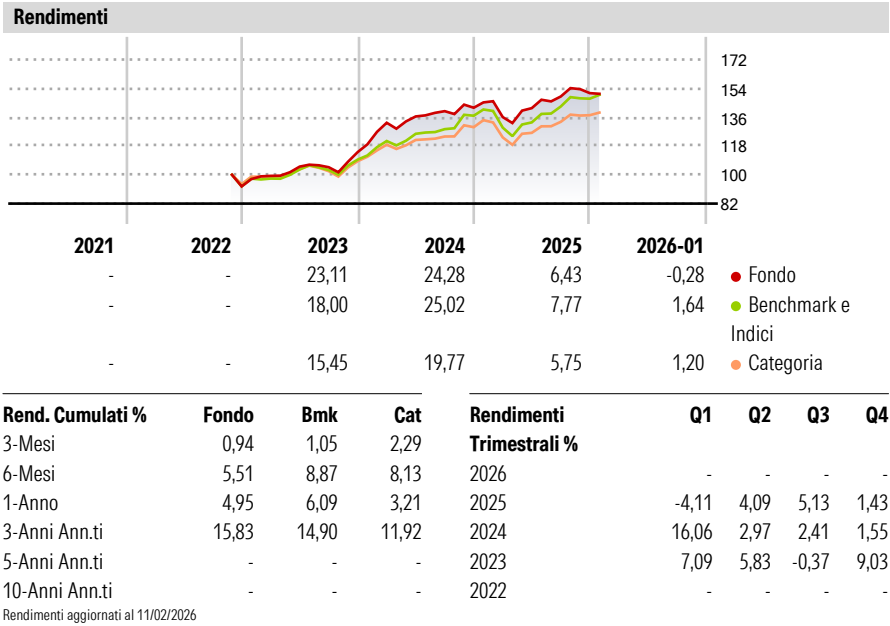 Rendimenti
172
154
136
118
100
82
2021 2022 2023 2024 2025 2026-01
- - 23,11 24,28 6,43 -0,28 Fondo
- - 18,00 25,02 7,77 1,64 Benchmark e
Indici
- - 15,45 19,77 5,75 1,20 Categoria
Rend. Cumulati % Fondo Bmk Cat
3-Mesi 0,94 1,05 2,29
6-Mesi 5,51 8,87 8,13
1-Anno 4,95 6,09 3,21
3-Anni Ann.ti 15,83 14,90 11,92
5-Anni Ann.ti - - -
10-Anni Ann.ti - - -
Rendimenti Q1 Q2 Q3 Q4
Trimestrali %
2026 - - - -
2025 -4,11 4,09 5,13 1,43
2024 16,06 2,97 2,41 1,55
2023 7,09 5,83 -0,37 9,03
2022 - - - -
Rendimenti aggiornati al 11/02/2026